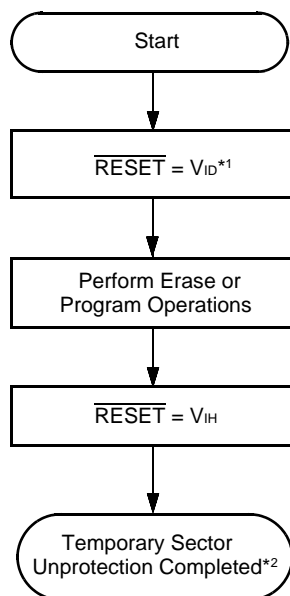 Start
RESET = VID*1
Perform Erase or
Program Operations
RESET = VIH
Temporary Sector
Unprotection Completed*2